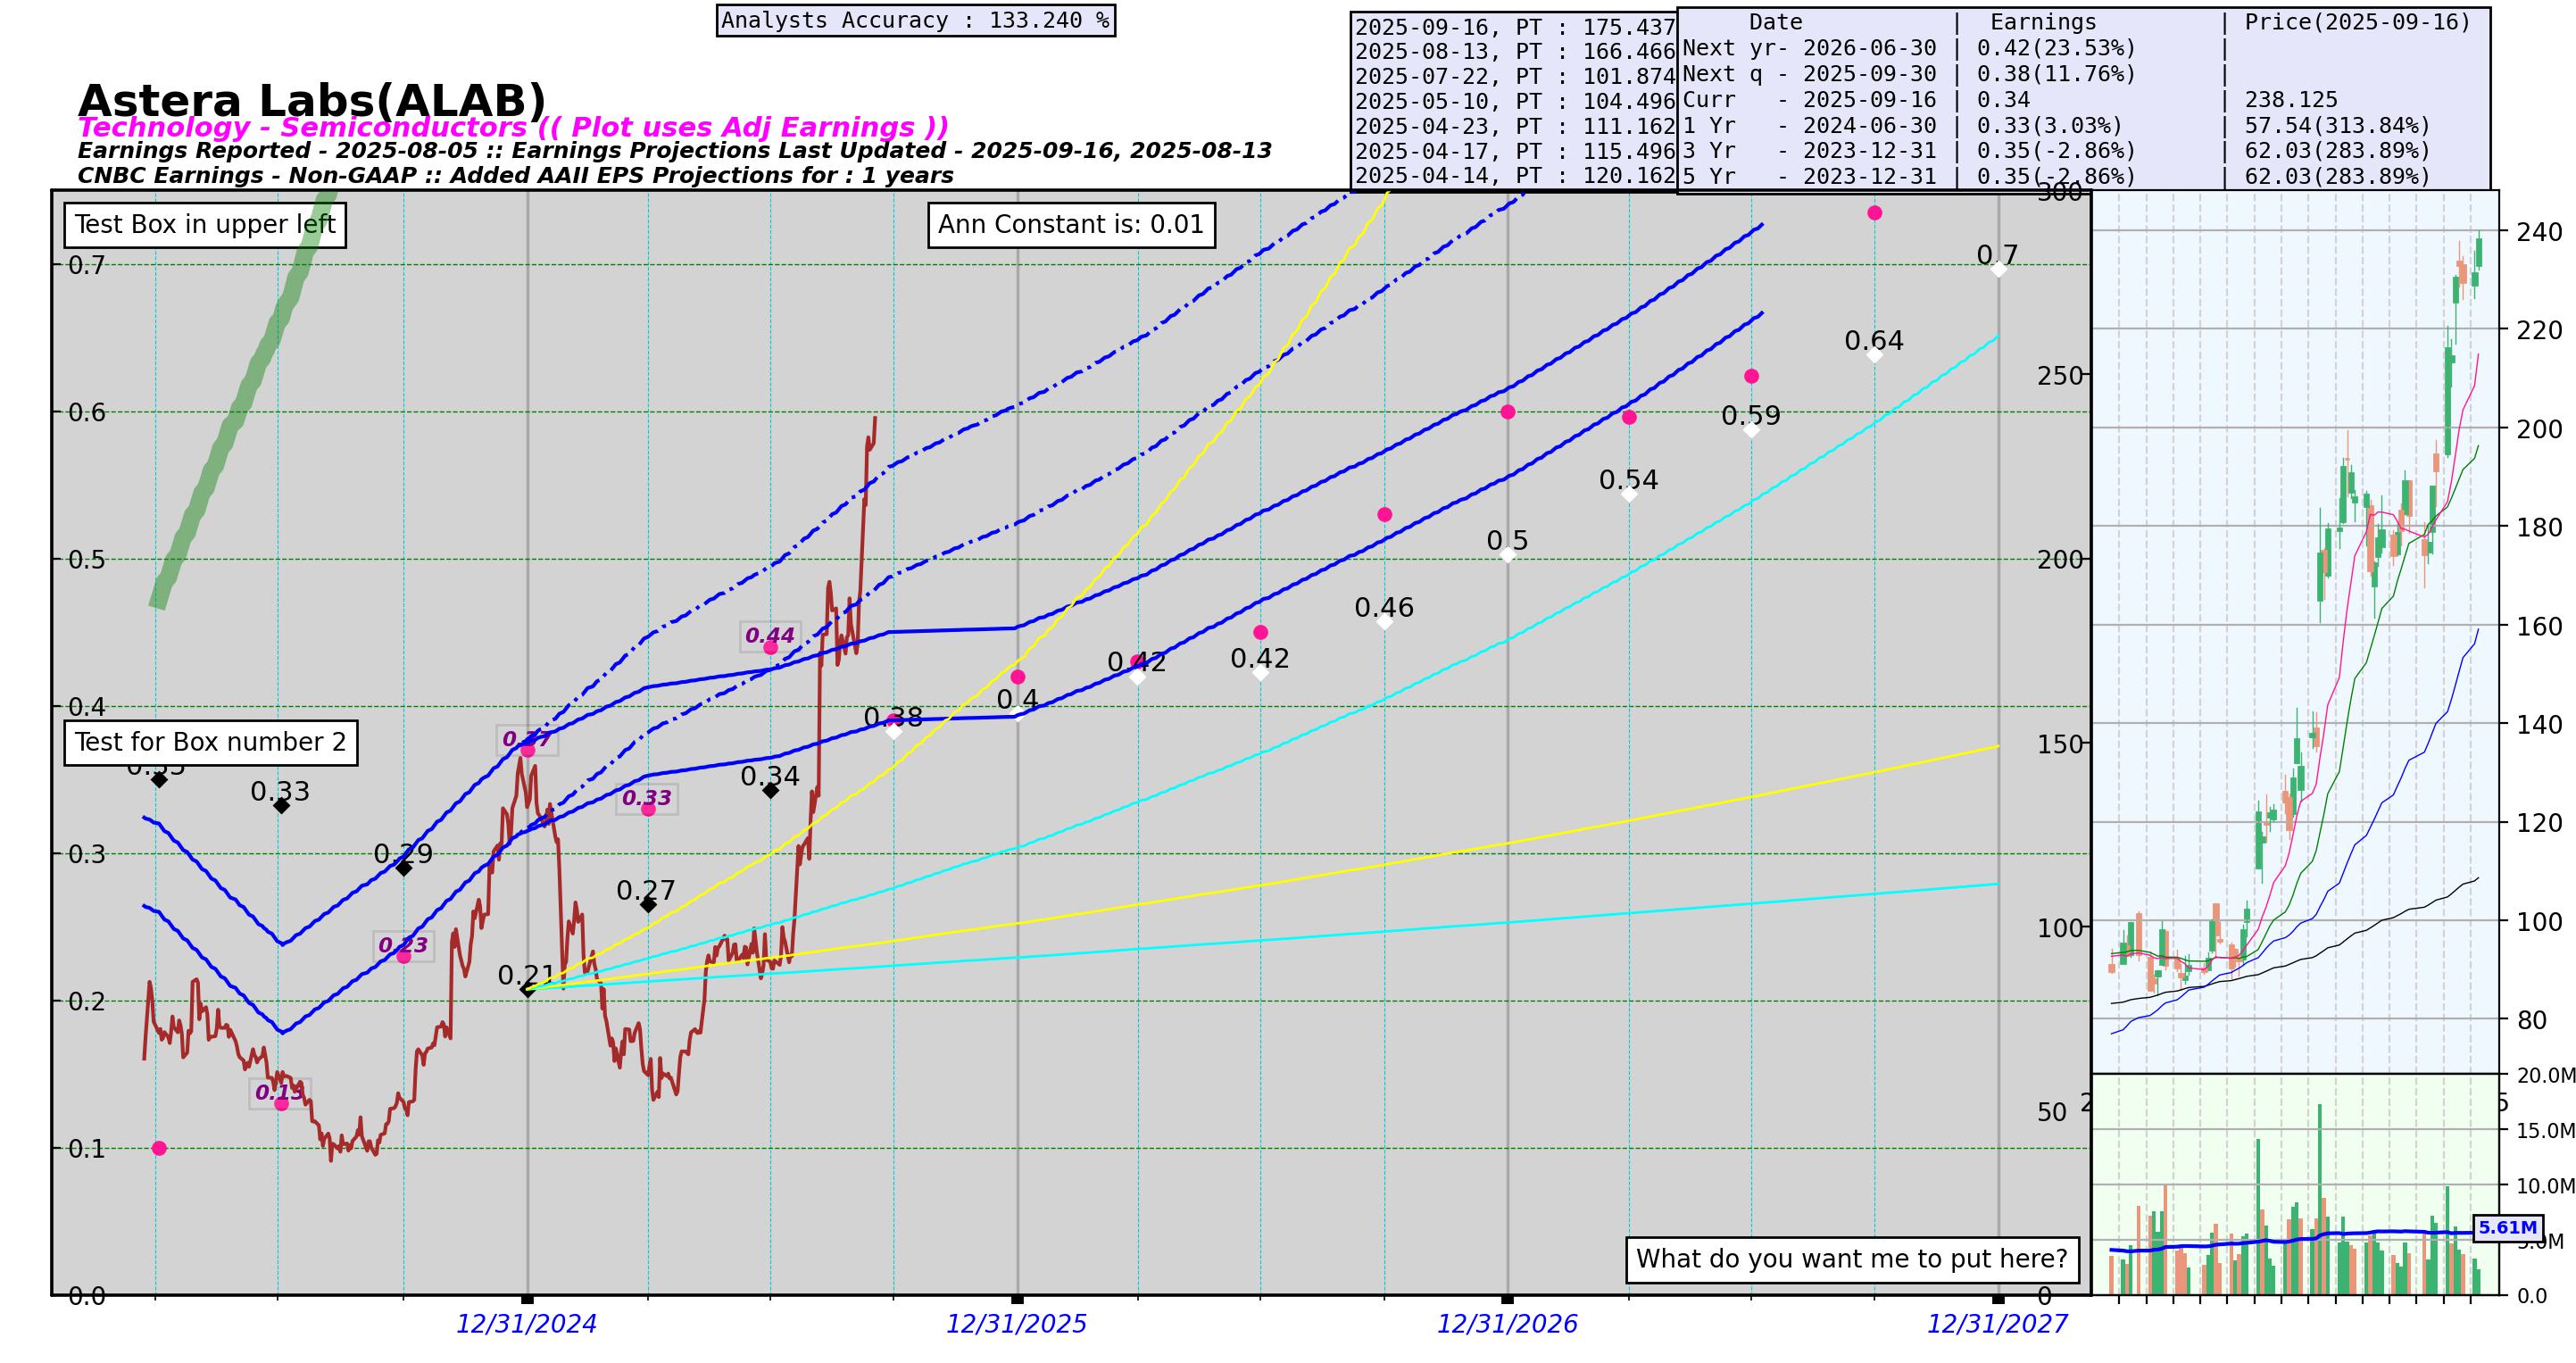 Analysts Accuracy : 133.240 %
2025-09-16, PT : 175.437
2025-08-13, PT : 166.466
2025-07-22, PT : 101.874
2025-05-10, PT : 104.496
2025-04-23, PT : 111.162
2025-04-17, PT : 115.496
2025-04-14, PT : 120.162
Date | Earnings | Price(2025-09-16)
Next yr- 2026-06-30 | 0.42(23.53%) |
Next q - 2025-09-30 | 0.38(11.76%) |
Curr - 2025-09-16 | 0.34 | 238.125
1 Yr - 2024-06-30 | 0.33(3.03%) | 57.54(313.84%)
3 Yr - 2023-12-31 | 0.35(-2.86%) | 62.03(283.89%)
5 Yr - 2023-12-31 | 0.35(-2.86%) | 62.03(283.89%)
Astera Labs(ALAB)
Technology - Semiconductors (( Plot uses Adj Earnings ))
Earnings Reported - 2025-08-05 :: Earnings Projections Last Updated - 2025-09-16, 2025-08-13
CNBC Earnings - Non-GAAP :: Added AAII EPS Projections for : 1 years
Test Box in upper left
Ann Constant is: 0.01
Test for Box number 2
What do you want me to put here?
0.7
0.6
0.5
0.4
0.3
0.2
0.1
0.0
0.33
0.29
0.21
0.27
0.34
0.38
0.4
0.42
0.42
0.46
0.5
0.54
0.59
0.64
0.7
0.13
0.23
0.37
0.33
0.44
300
250
200
150
100
50
0
12/31/2024
12/31/2025
12/31/2026
12/31/2027
240
220
200
180
160
140
120
100
80
20.0M
15.0M
10.0M
5.61M
0.0